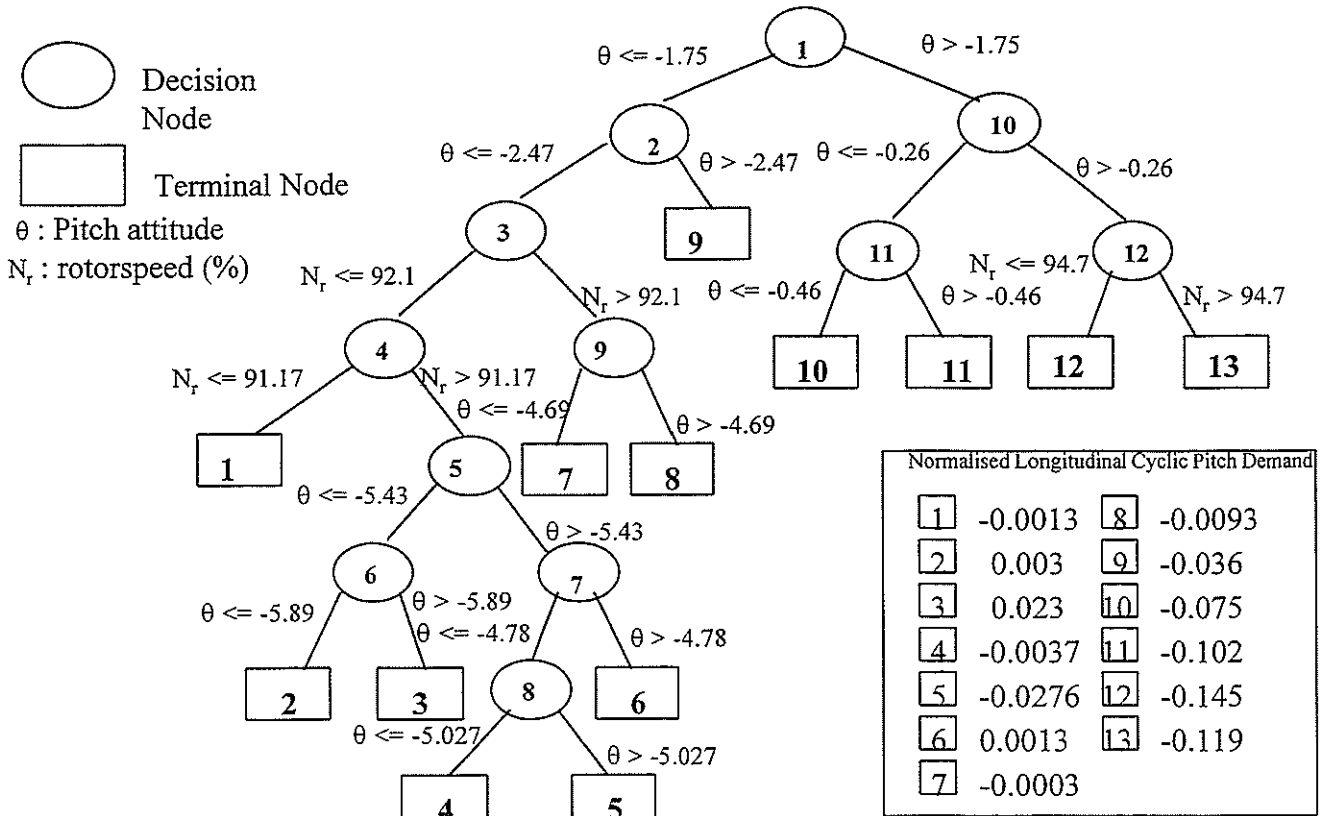 1
θ <= -1.75
θ > -1.75
Decision
Node
2
10
θ <= -2.47
θ > -2.47
θ <= -0.26
θ > -0.26
Terminal Node
θ : Pitch attitude
N_r : rotorspeed (%)
3
9
11
12
N_r <= 92.1
N_r > 92.1
θ <= -0.46
θ > -0.46
N_r <= 94.7
N_r > 94.7
4
9
10
11
12
13
N_r <= 91.17
N_r > 91.17
θ <= -4.69
θ > -4.69
1
5
7
8
θ <= -5.43
θ > -5.43
6
7
θ <= -5.89
θ > -5.89
θ <= -4.78
θ > -4.78
2
3
8
6
θ <= -5.027
θ > -5.027
4
5
Normalised Longitudinal Cyclic Pitch Demand
1 -0.0013 8 -0.0093
2 0.003 9 -0.036
3 0.023 10 -0.075
4 -0.0037 11 -0.102
5 -0.0276 12 -0.145
6 0.0013 13 -0.119
7 -0.0003